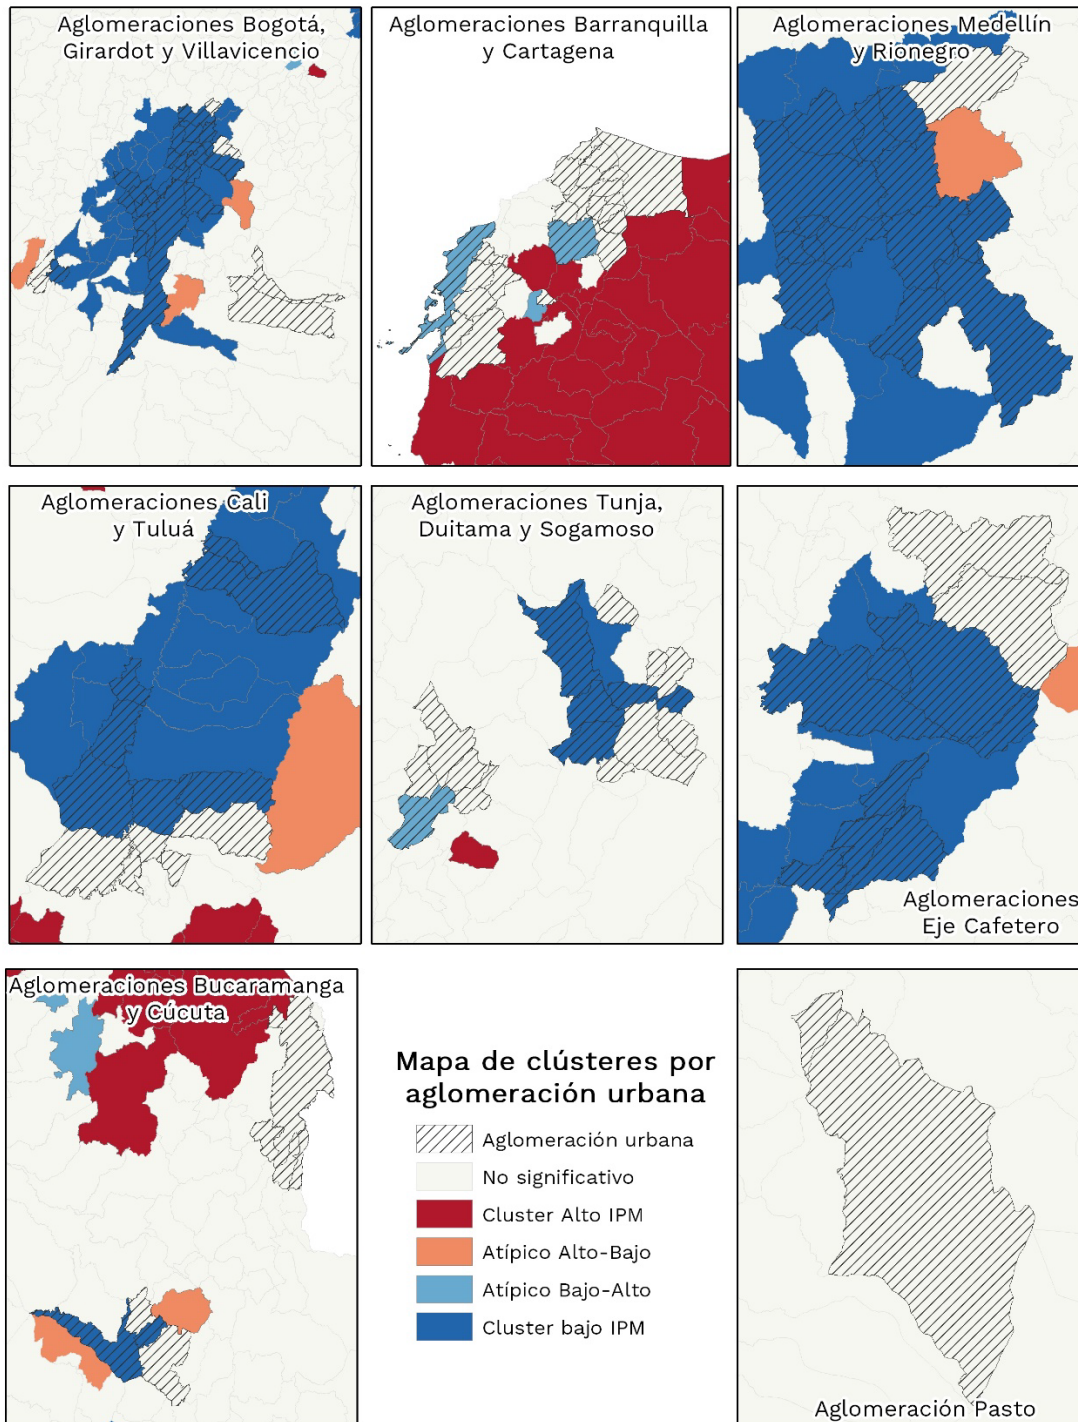 Aglomeraciones Bogotá,
Girardot y Villavicencio
Aglomeraciones Barranquilla
y Cartagena
Aglomeraciones Medellín
y Rionegro
Aglomeraciones Cali
y Tuluá
Aglomeraciones Tunja,
Duitama y Sogamoso
Aglomeraciones
Eje Cafetero
Aglomeraciones Bucaramanga
y Cúcuta
Mapa de clústeres por
aglomeración urbana
Aglomeración urbana
No significativo
Cluster Alto IPM
Atípico Alto-Bajo
Atípico Bajo-Alto
Cluster bajo IPM
Aglomeración Pasto